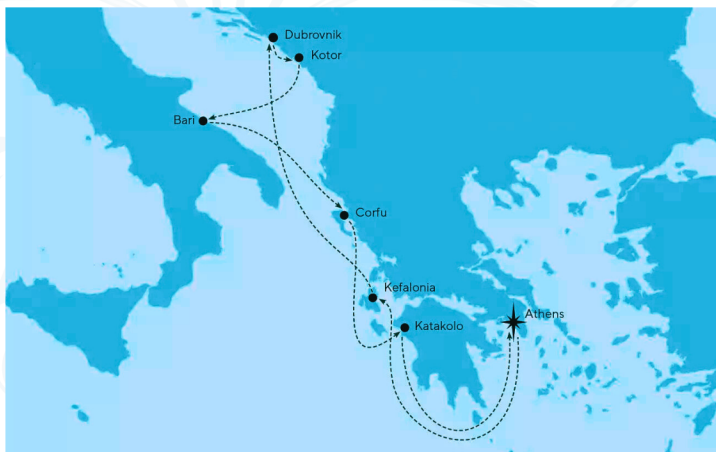 Dubrovnik
Kotor
Bari
Corfu
Kefalonia
Athens
Katakolo